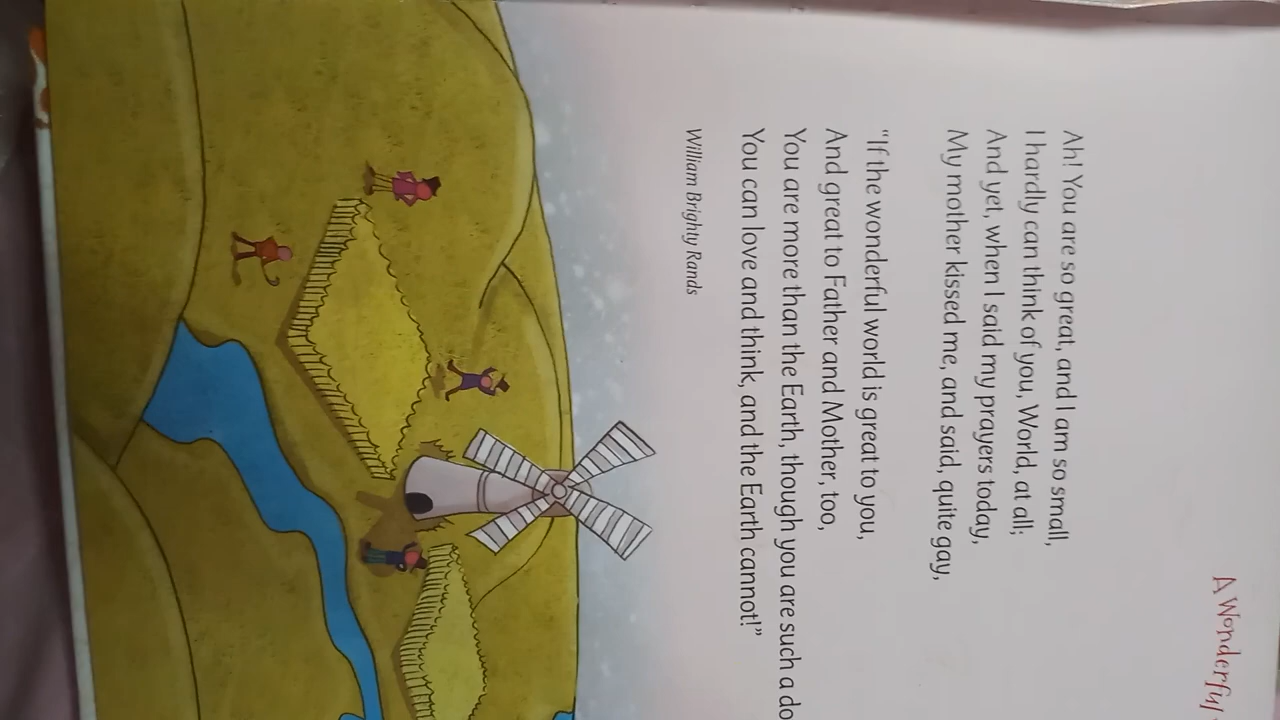 A Wonderful
Ah! You are so great, and I am so small,
I hardly can think of you, World, at all;
And yet, when I said my prayers today,
My mother kissed me, and said, quite gay,
"If the wonderful world is great to you,
And great to Father and Mother, too,
You are more than the Earth, though you are such a do
You can love and think, and the Earth cannot!"
William Brighty Rands